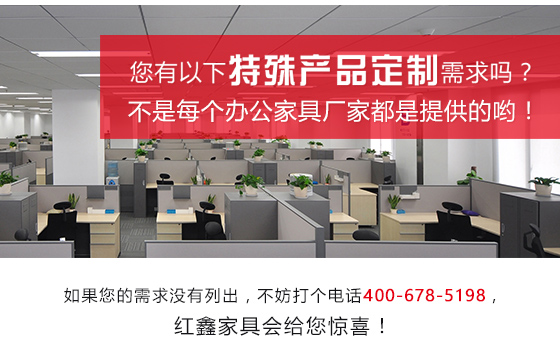 您有以下特殊产品定制需求吗？
不是每个办公家具厂家都是提供的哟！
如果您的需求没有列出，不妨打个电话400-678-5198，
红鑫家具会给您惊喜！